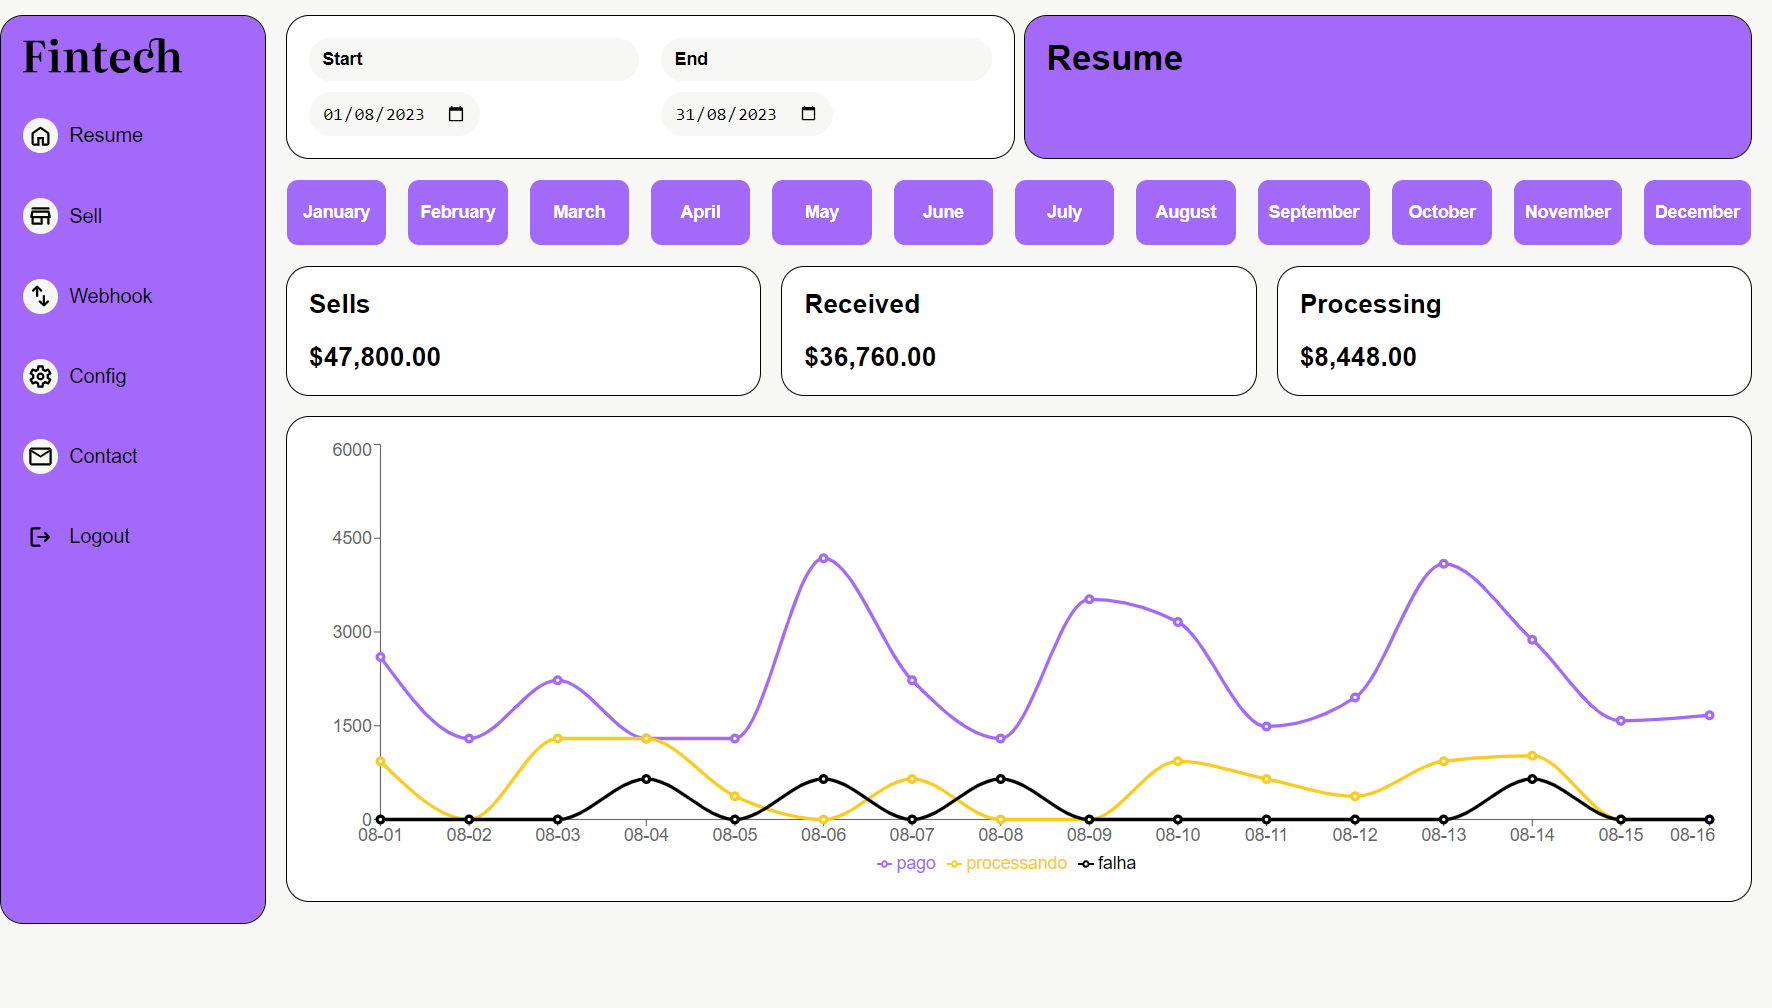 Fintech
Resume
Sell
Webhook
Config
Contact
Logout
Start
End
01/08/2023
31/08/2023
Resume
January
February
March
April
May
June
July
August
September
October
November
December
Sells
$47,800.00
Received
$36,760.00
Processing
$8,448.00
6000
4500
3000
1500
0
08-01 08-02 08-03 08-04 08-05 08-06 08-07 08-08 08-09 08-10 08-11 08-12 08-13 08-14 08-15 08-16
pago processando falha